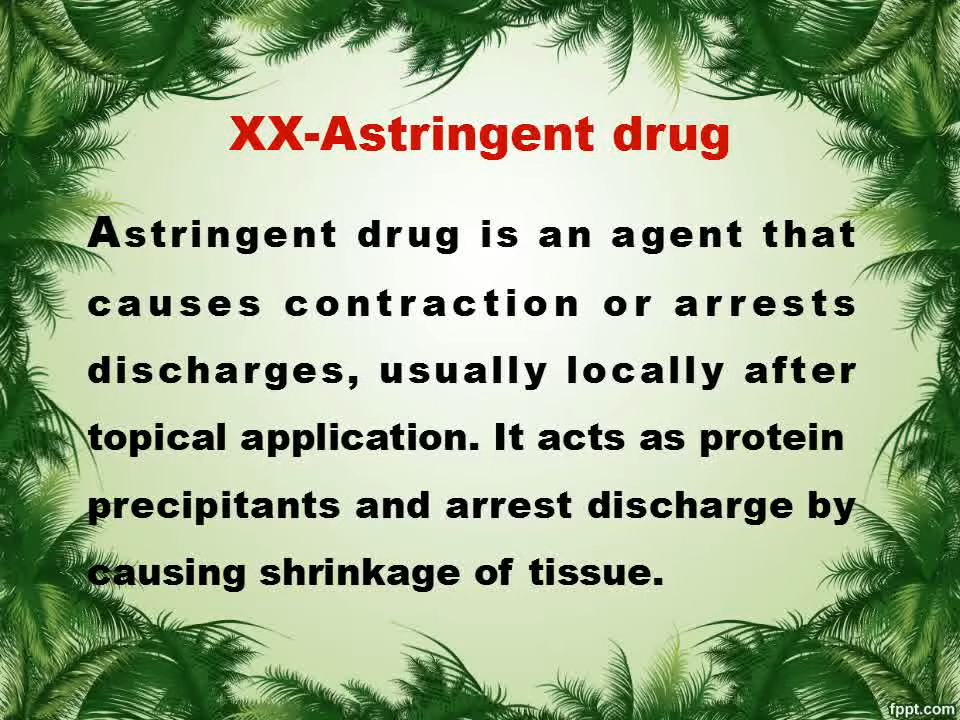 XX-Astringent drug
Astringent drug is an agent that
causes contraction or arrests
discharges, usually locally after
topical application. It acts as protein
precipitants and arrest discharge by
causing shrinkage of tissue.
fppt.com